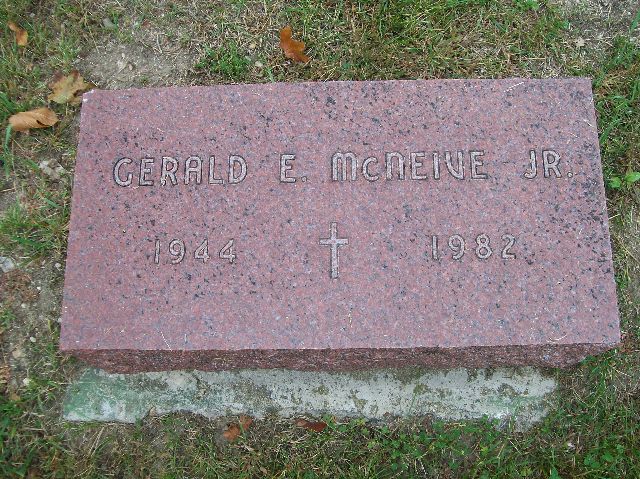 GERALD E. MCNEIVE JR.
1944 1982